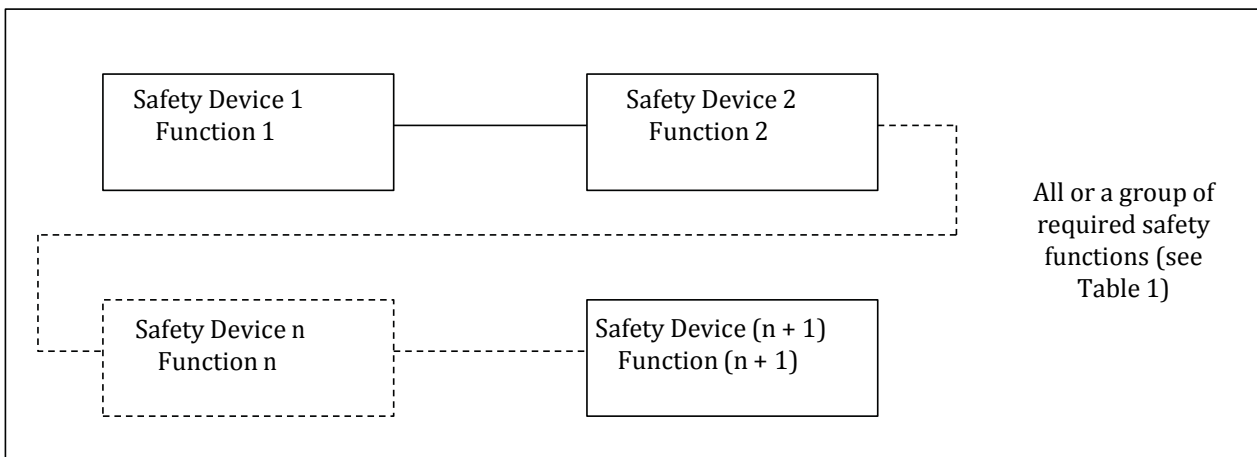 Safety Device 1
Function 1
Safety Device 2
Function 2
All or a group of
required safety
functions (see
Table 1)
Safety Device n
Function n
Safety Device (n + 1)
Function (n + 1)